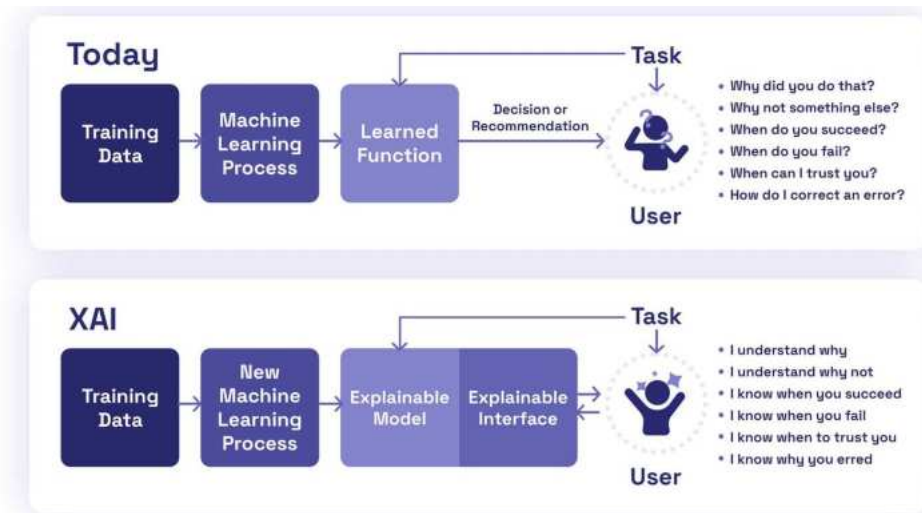 Today
Training
Data
Machine
Learning
Process
Learned
Function
Decision or
Recommendation
Task
User
• Why did you do that?
• Why not something else?
• When do you succeed?
• When do you fail?
• When can I trust you?
• How do I correct an error?
XAI
Training
Data
New
Machine
Learning
Process
Explainable
Model
Explainable
Interface
Task
User
• I understand why
• I understand why not
• I know when you succeed
• I know when you fail
• I know when to trust you
• I know why you erred